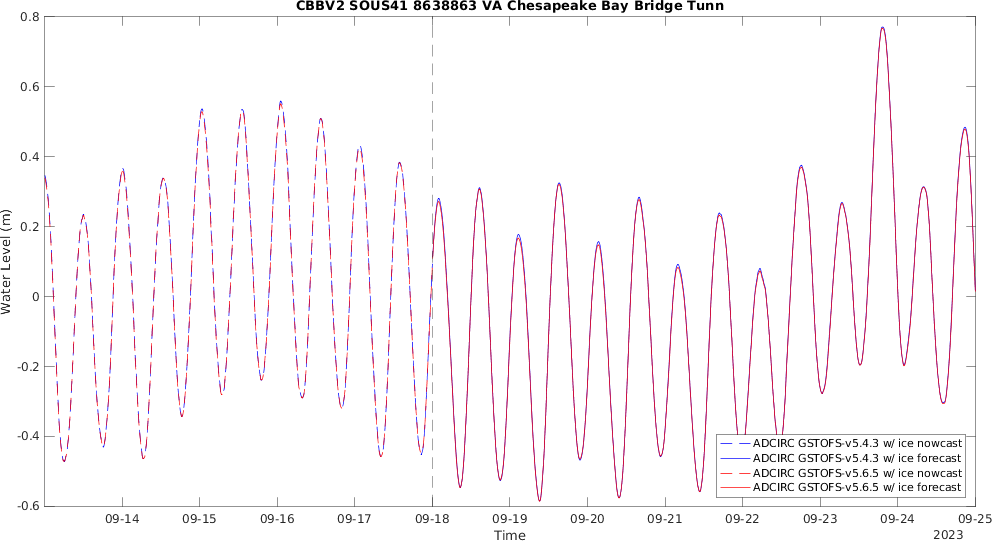 CBBV2 SOUS41 8638863 VA Chesapeake Bay Bridge Tunn
Water Level (m)
0.8
0.6
0.4
0.2
0
-0.2
-0.4
-0.6
ADCIRC GSTOFS-v5.4.3 w/ ice nowcast
ADCIRC GSTOFS-v5.4.3 w/ ice forecast
ADCIRC GSTOFS-v5.6.5 w/ ice nowcast
ADCIRC GSTOFS-v5.6.5 w/ ice forecast
09-14 09-15 09-16 09-17 09-18 09-19 09-20 09-21 09-22 09-23 09-24 09-25
Time
2023